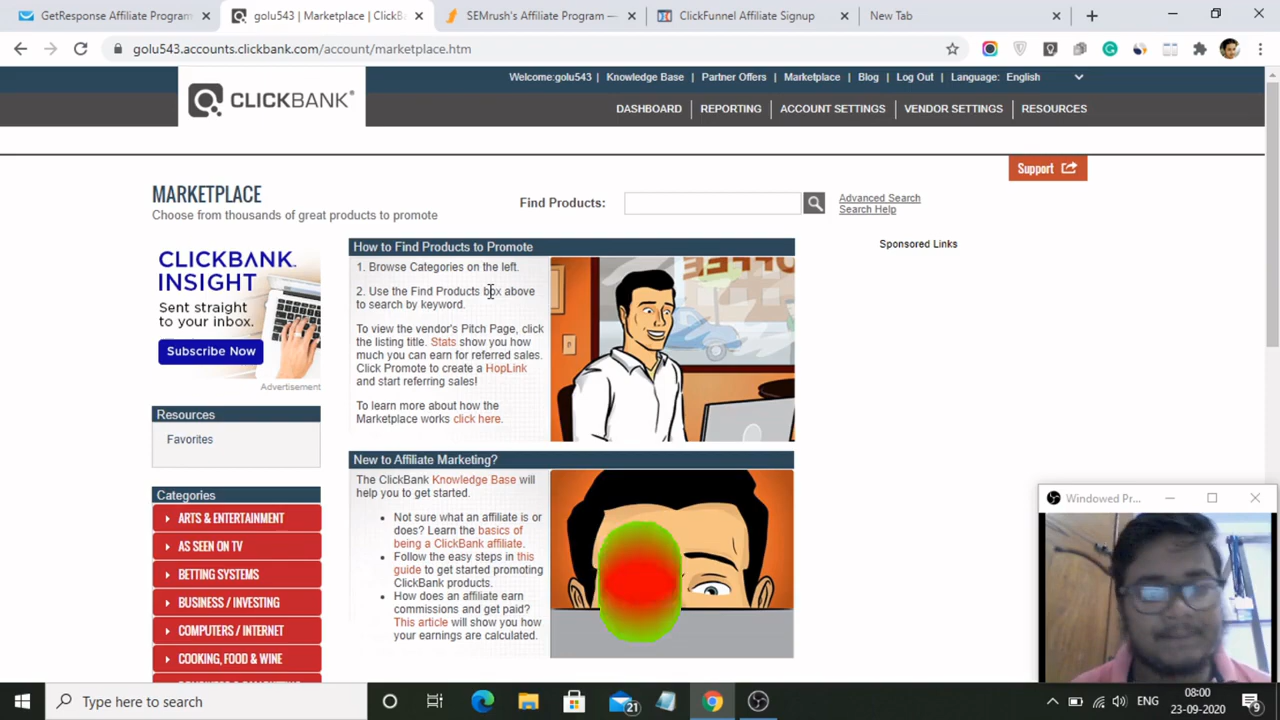 GetResponse Affiliate Program
golu543 | Marketplace | ClickBa
SEMrush's Affiliate Program —
ClickFunnel Affiliate Signup
New Tab
golu543.accounts.clickbank.com/account/marketplace.htm
Welcome:golu543 | Knowledge Base | Partner Offers | Marketplace | Blog | Log Out | Language: English
CLICKBANK®
DASHBOARD | REPORTING | ACCOUNT SETTINGS | VENDOR SETTINGS | RESOURCES
Support
MARKETPLACE
Choose from thousands of great products to promote
Find Products:
Advanced Search
Search Help
Sponsored Links
CLICKBANK.
INSIGHT
Sent straight
to your inbox.
Subscribe Now
Advertisement
How to Find Products to Promote
1. Browse Categories on the left.
2. Use the Find Products box above
to search by keyword.
To view the vendor's Pitch Page, click
the listing title. Stats show you how
much you can earn for referred sales.
Click Promote to create a HopLink
and start referring sales!
To learn more about how the
Marketplace works click here.
Resources
Favorites
New to Affiliate Marketing?
The ClickBank Knowledge Base will
help you to get started.
• Not sure what an affiliate is or
does? Learn the basics of
being a ClickBank affiliate.
• Follow the easy steps in this
guide to get started promoting
ClickBank products.
• How does an affiliate earn
commissions and get paid?
This article will show you how
your earnings are calculated.
Categories
ARTS & ENTERTAINMENT
AS SEEN ON TV
BETTING SYSTEMS
BUSINESS / INVESTING
COMPUTERS / INTERNET
COOKING, FOOD & WINE
Windowed Pr...
Type here to search
21
ENG
08:00
23-09-2020
9